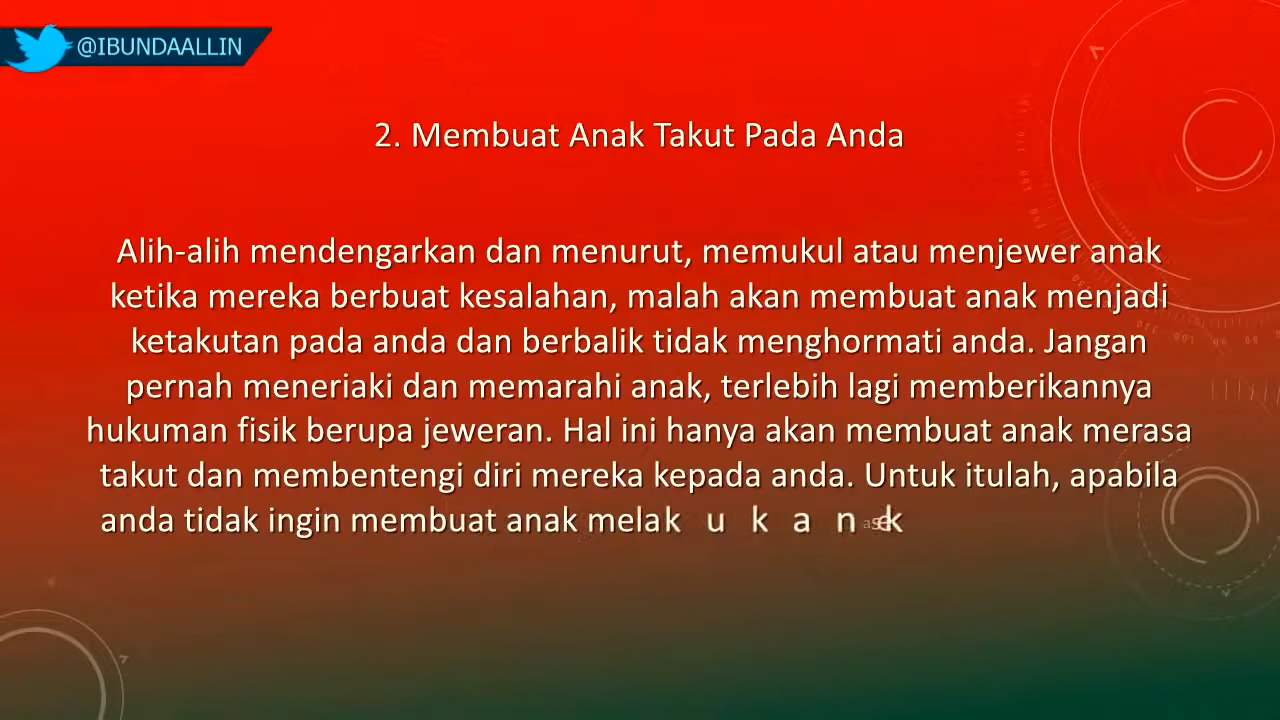 @IBUNDAALLIN
2. Membuat Anak Takut Pada Anda
Alih-alih mendengarkan dan menurut, memukul atau menjewer anak
ketika mereka berbuat kesalahan, malah akan membuat anak menjadi
ketakutan pada anda dan berbalik tidak menghormati anda. Jangan
pernah meneriaki dan memarahi anak, terlebih lagi memberikannya
hukuman fisik berupa jeweran. Hal ini hanya akan membuat anak merasa
takut dan membentengi diri mereka kepada anda. Untuk itulah, apabila
anda tidak ingin membuat anak melakukan